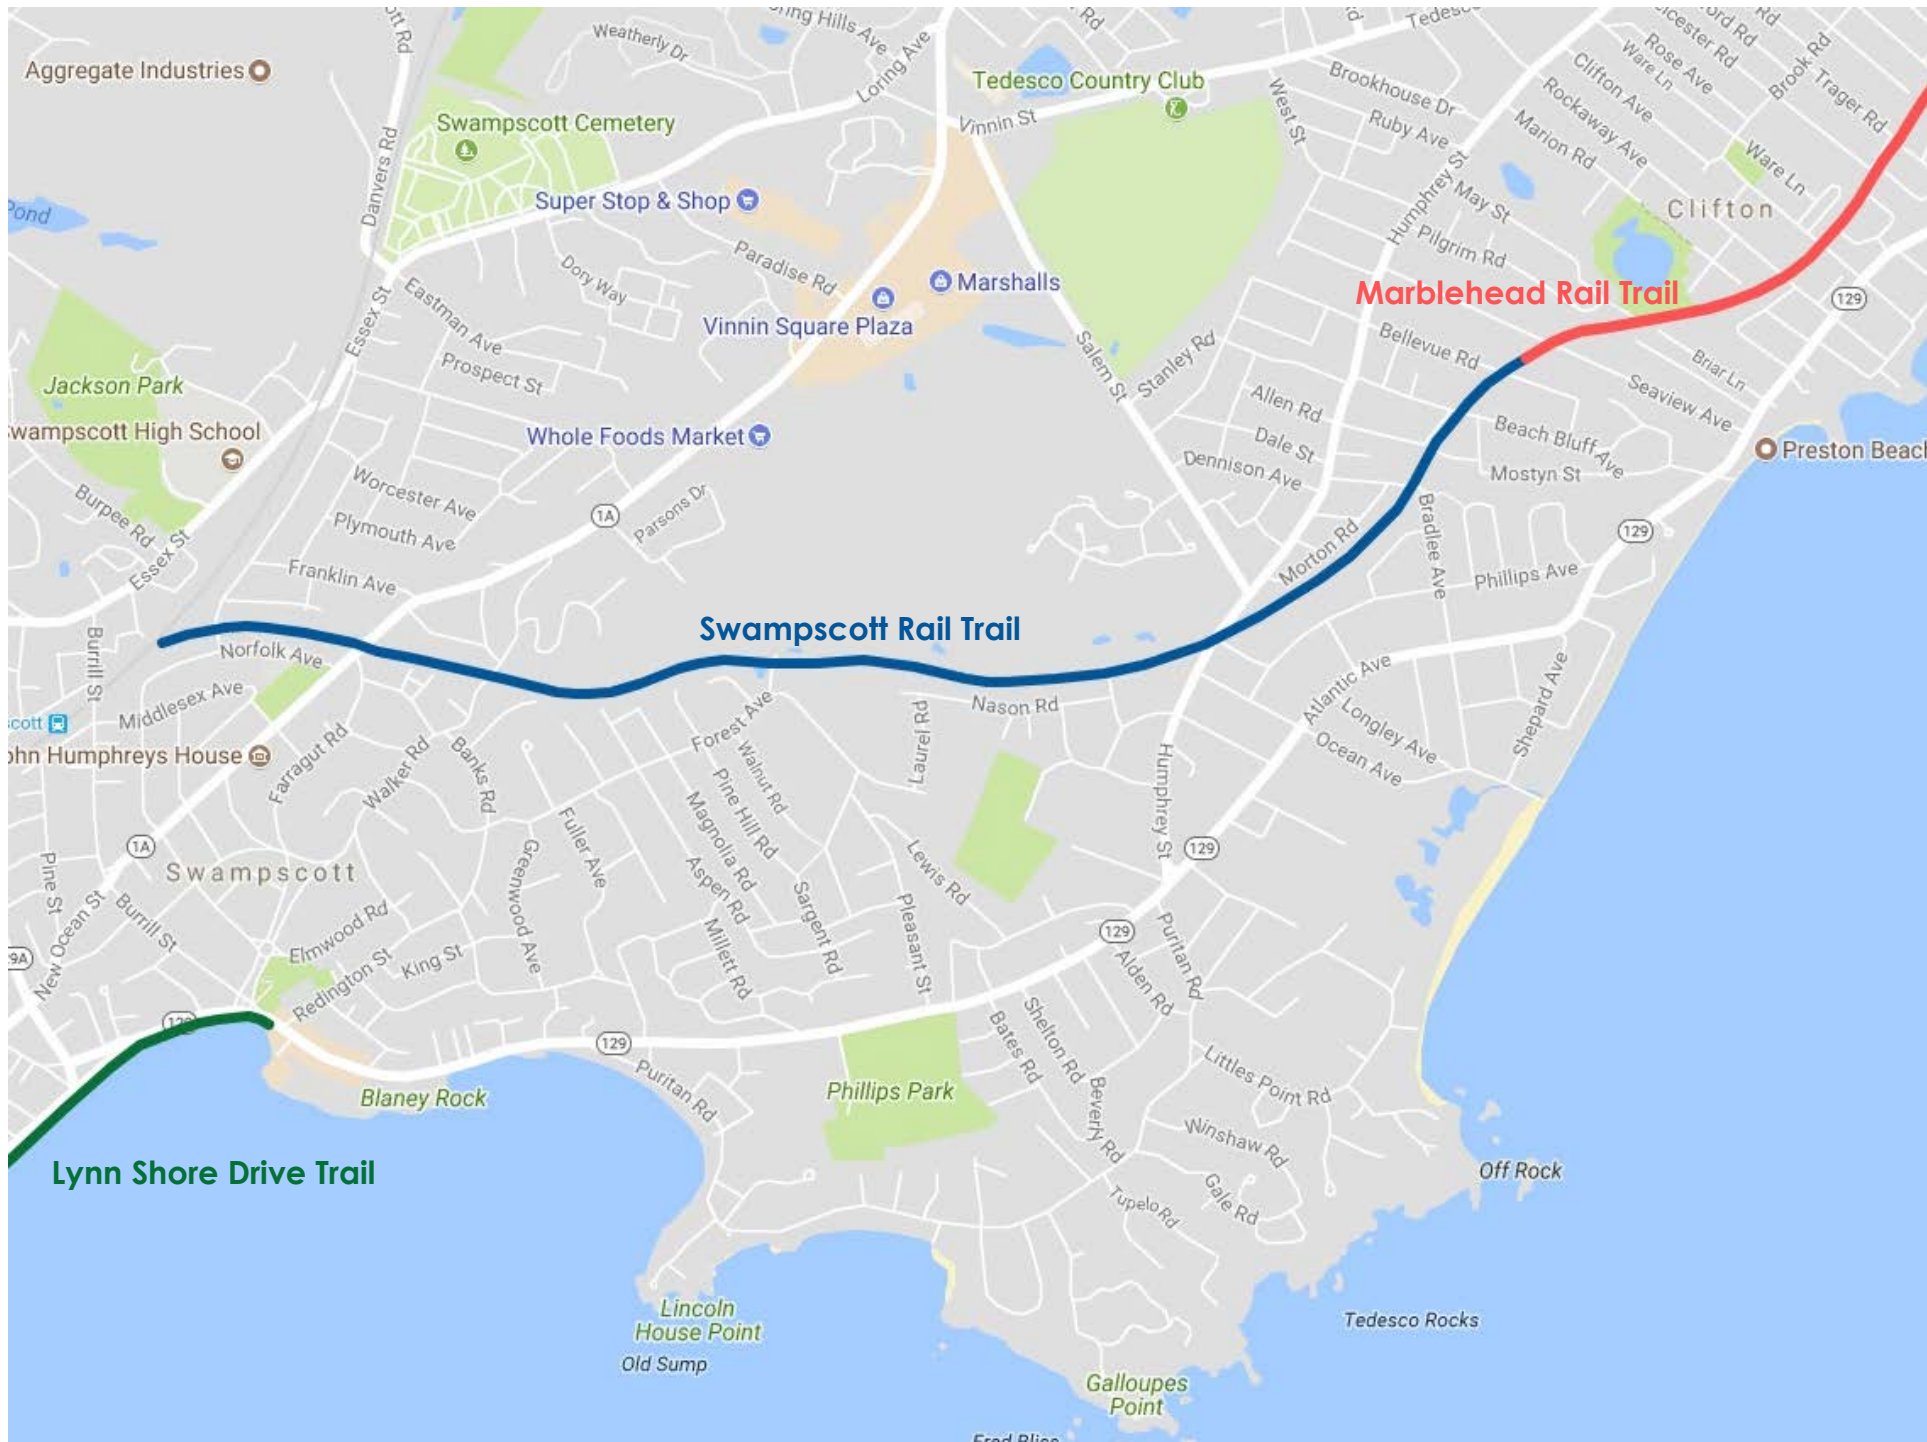 Aggregate Industries
Weatherly Dr
Loring Ave
Tedesco Country Club
Vinnin St
West St
Brookhouse Dr
Ruby Ave
Humphrey St
Clifton Ave
Rockaway Ave
Marion Rd
Rose Ave
Ware Ln
Brook Rd
Trager Rd
Ware Ln
May St
Clifton
Pilgrim Rd
Danvers Rd
Swampscott Cemetery
Super Stop & Shop
Pond
Paradise Rd
Dory Way
Marshalls
Marblehead Rail Trail
129
Essex St
Eastman Ave
Vinnin Square Plaza
Salem St
Stanley Rd
Bellevue Rd
Briar Ln
Seaview Ave
Prospect St
Jackson Park
Allen Rd
Beach Bluff Ave
Whole Foods Market
Dale St
Dennison Ave
Mostyn St
Preston Beach
Worcester Ave
1A
Parsons Dr
Plymouth Ave
Burpee Rd
Essex St
Morton Rd
Bradlee Ave
129
Franklin Ave
Phillips Ave
Swampscott Rail Trail
Burrill St
Norfolk Ave
Middlesex Ave
Atlantic Ave
Longley Ave
Ocean Ave
Shepard Ave
Forest Ave
Laurel Rd
Nason Rd
Farragut Rd
Walker Rd
Banks Rd
Walnut Rd
Pine Hill Rd
Magnolia Rd
Aspen Rd
Humphrey St
Fuller Ave
1A
Pine St
Swampscott
Greenwood Ave
Lewis Rd
129
New Ocean St
Burrill St
Elmwood Rd
Redington St
King St
Millett Rd
Sargent Rd
Pleasant St
129
Alden Rd
Puritan Rd
9A
129
Puritan Rd
Bates Rd
Shelton Rd
Beverly Rd
Littles Point Rd
Blaney Rock
Phillips Park
Winshaw Rd
Off Rock
Lynn Shore Drive Trail
Tupelo Rd
Gale Rd
Lincoln
House Point
Old Sump
Tedesco Rocks
Galloupes
Point